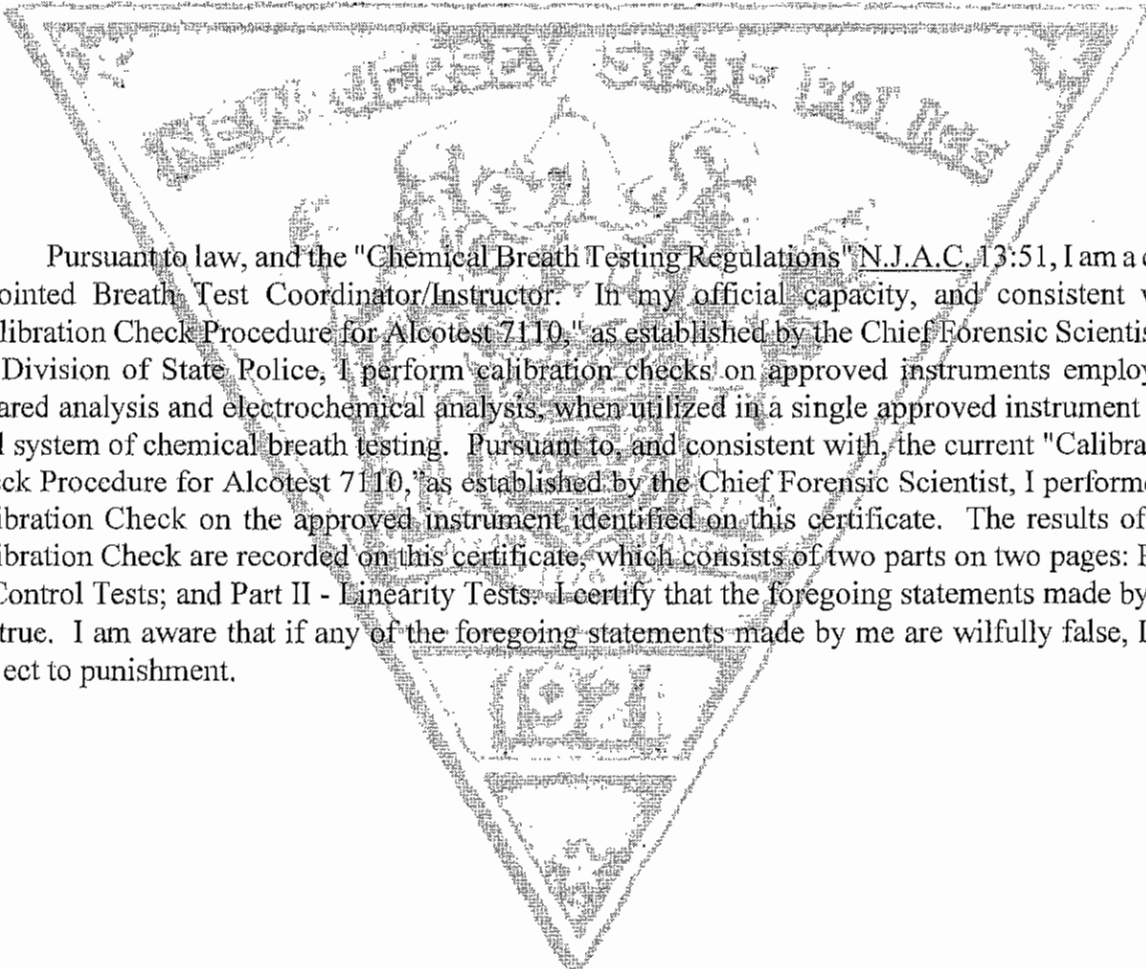 NEW JERSEY STATE POLICE
Pursuant to law, and the "Chemical Breath Testing Regulations" N.J.A.C. 13:51, I am a
ointed Breath Test Coordinator/Instructor. In my official capacity, and consistent
libration Check Procedure for Alcotest 7110," as established by the Chief Forensic Scientis
Division of State Police, I perform calibration checks on approved instruments employ
ared analysis and electrochemical analysis, when utilized in a single approved instrument
l system of chemical breath testing. Pursuant to, and consistent with, the current "Calibra
ck Procedure for Alcotest 7110," as established by the Chief Forensic Scientist, I performe
ibration Check on the approved instrument identified on this certificate. The results of
ibration Check are recorded on this certificate, which consists of two parts on two pages:
Control Tests; and Part II - Linearity Tests. I certify that the foregoing statements made by
true. I am aware that if any of the foregoing statements made by me are wilfully false, I
ect to punishment.
1921